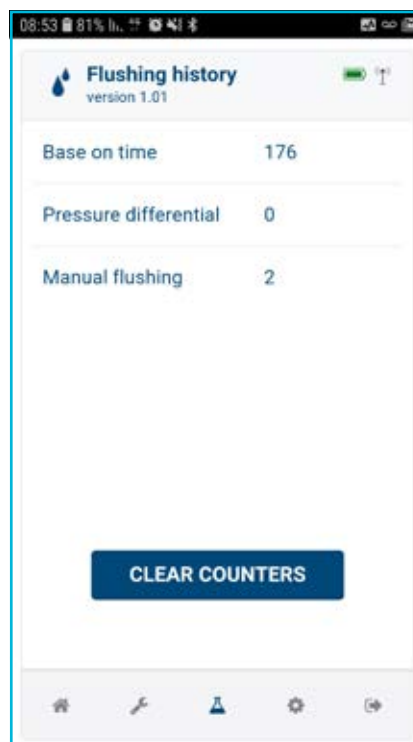 08:53 81%
Flushing history
version 1.01
Base on time 176
Pressure differential 0
Manual flushing 2
CLEAR COUNTERS